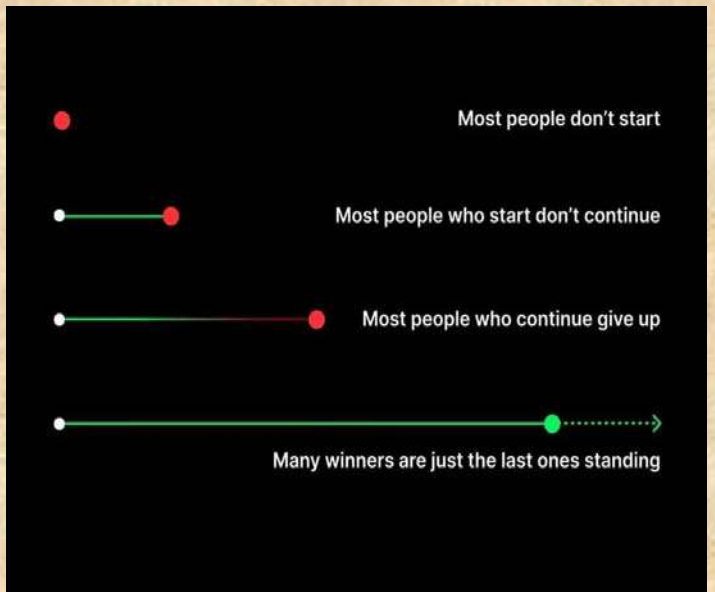 Most people don't start
Most people who start don't continue
Most people who continue give up
Many winners are just the last ones standing